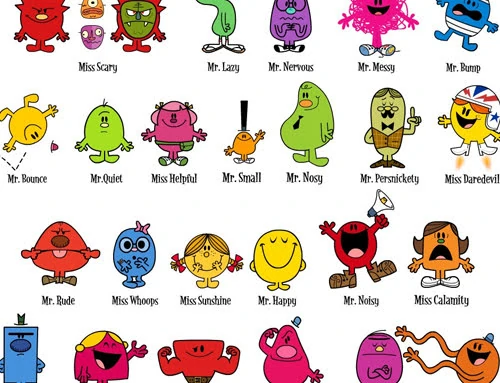 Miss Scary
Mr. Lazy
Mr. Nervous
Mr. Messy
Mr. Bump
Mr. Bounce
Mr.Quiet
Miss Helpful
Mr. Small
Mr. Nosy
Mr. Persnickety
Miss Daredevil
Mr. Rude
Miss Whoops
Miss Sunshine
Mr. Happy
Mr. Noisy
Miss Calamity